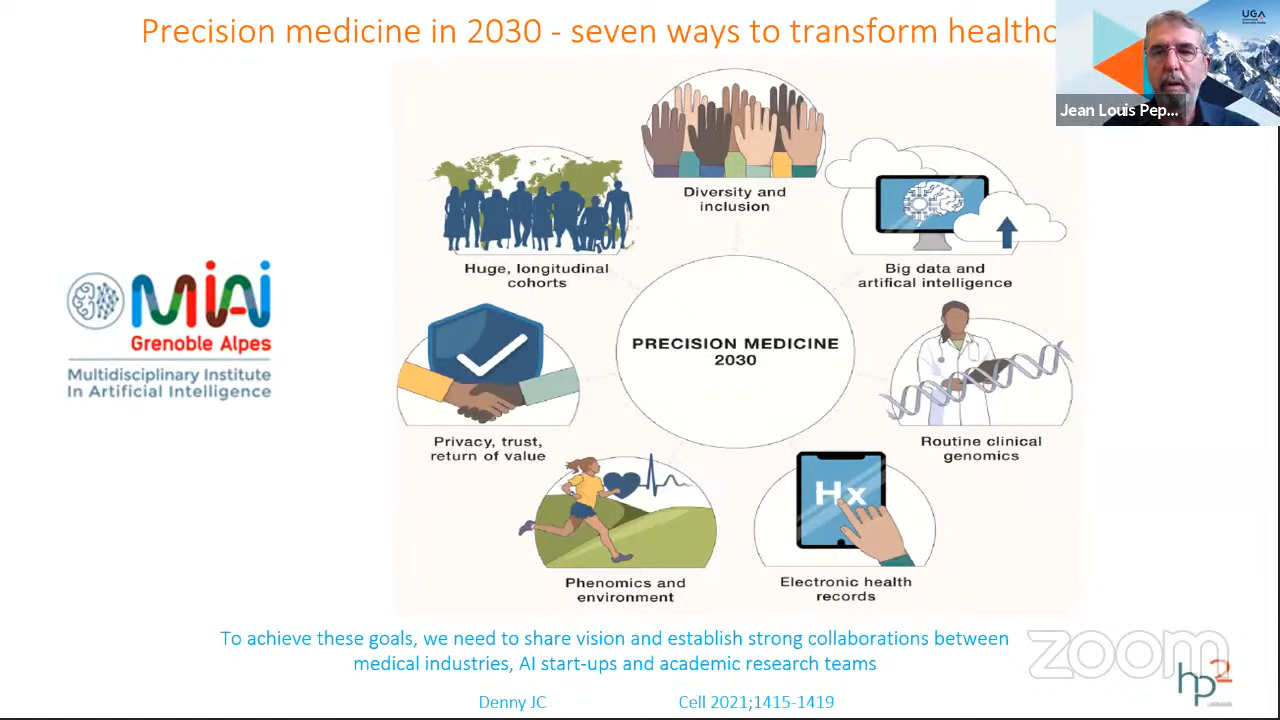 Precision medicine in 2030 - seven ways to transform healthc
UGA
Jean Louis Pep...
Diversity and
inclusion
Huge, longitudinal
cohorts
Big data and
artifical intelligence
MIAI
Grenoble Alpes
Multidisciplinary Institute
In Artificial Intelligence
PRECISION MEDICINE
2030
Privacy, trust,
return of value
Routine clinical
genomics
Hx
Phenomics and
environment
Electronic health
records
To achieve these goals, we need to share vision and establish strong collaborations between
medical industries, AI start-ups and academic research teams
zoom
hp2
Denny JC Cell 2021;1415-1419